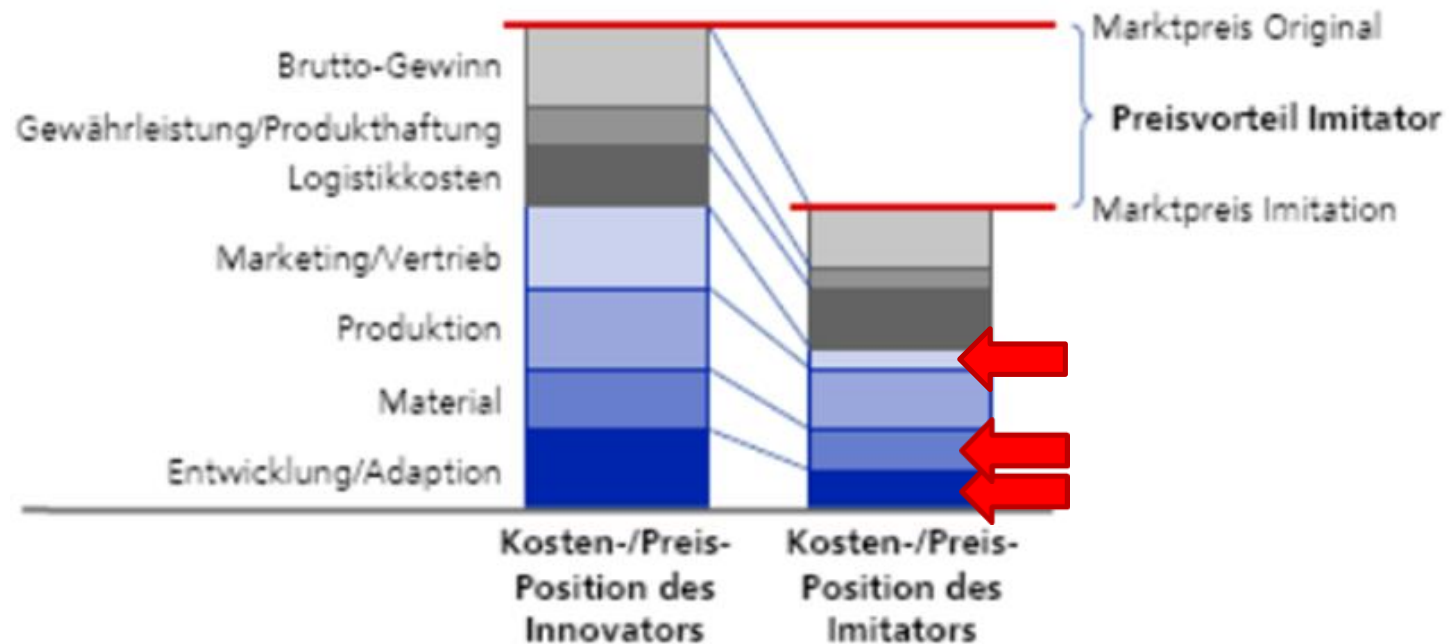 Marktpreis Original
Brutto-Gewinn
Preisvorteil Imitator
Gewährleistung/Produkthaftung
Logistikkosten
Marktpreis Imitation
Marketing/Vertrieb
Produktion
Material
Entwicklung/Adaption
Kosten-/Preis-
Position des
Innovators
Kosten-/Preis-
Position des
Imitators